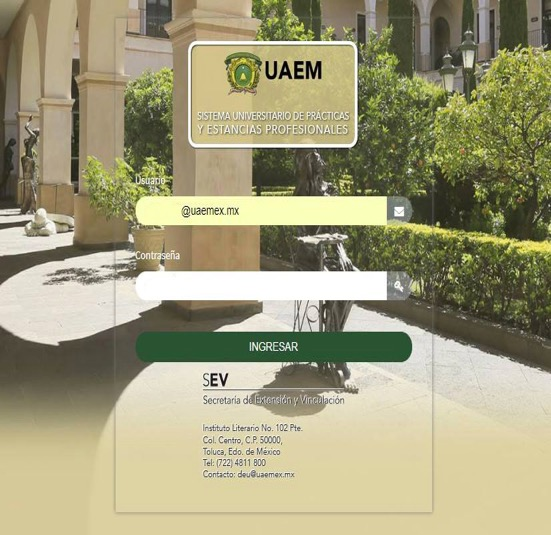 UAEM
SISTEMA UNIVERSITARIO DE PRÁCTICAS
Y ESTANCIAS PROFESIONALES
Usuario
@uaemex.mx
Contraseña
INGRESAR
SEV
Secretaría de Extensión y Vinculación
Instituto Literario No. 102 Pte.
Col. Centro, C.P. 50000,
Toluca, Edo. de México
Tel: (722) 4811 800
Contacto: deu@uaemex.mx